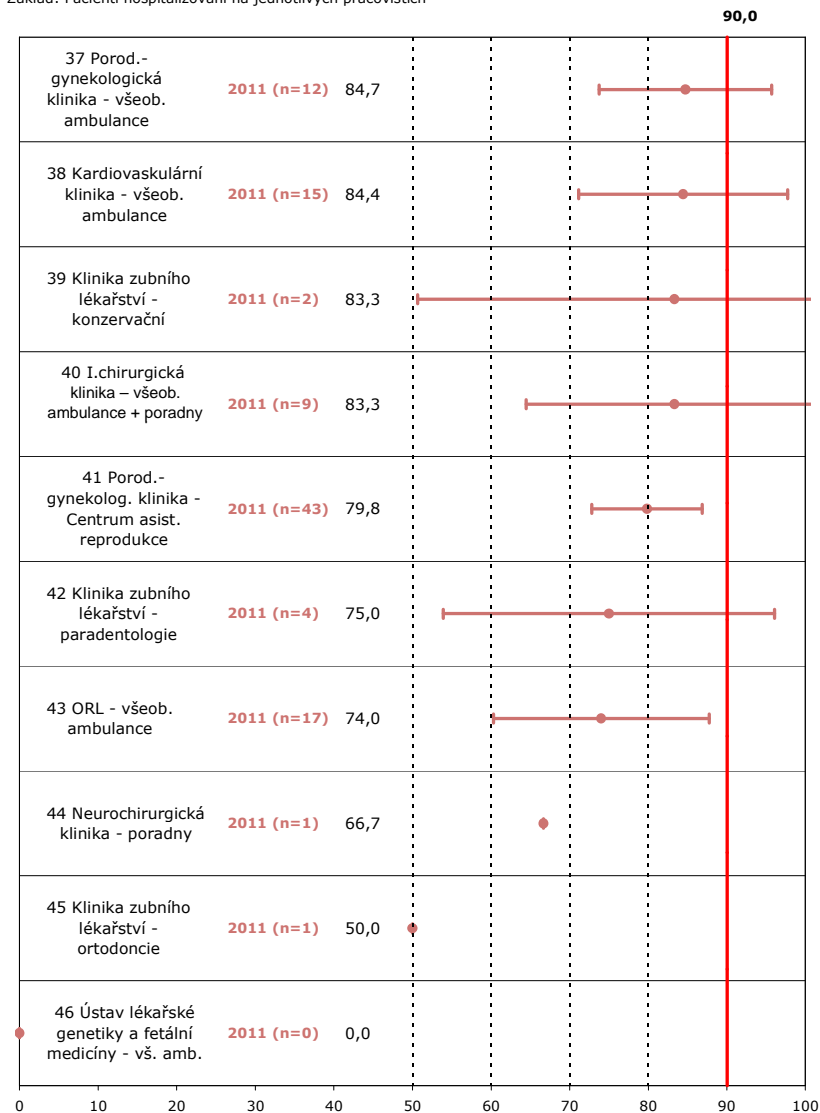 Základ: Pacienti hospitalizovaní na jednotlivých pracovištích
90,0
37 Porod.-
gynekologická
klinika - všeob.
ambulance
2011 (n=12) 84,7
38 Kardiovaskulární
klinika - všeob.
ambulance
2011 (n=15) 84,4
39 Klinika zubního
lékařství -
konzervační
2011 (n=2) 83,3
40 I.chirurgická
klinika – všeob.
ambulance + poradny
2011 (n=9) 83,3
41 Porod.-
gynekolog. klinika -
Centrum asist.
reprodukce
2011 (n=43) 79,8
42 Klinika zubního
lékařství -
paradentologie
2011 (n=4) 75,0
43 ORL - všeob.
ambulance
2011 (n=17) 74,0
44 Neurochirurgická
klinika - poradny
2011 (n=1) 66,7
45 Klinika zubního
lékařství -
ortodoncie
2011 (n=1) 50,0
46 Ústav lékařské
genetiky a fetální
medicíny - vš. amb.
2011 (n=0) 0,0
0 10 20 30 40 50 60 70 80 90 100